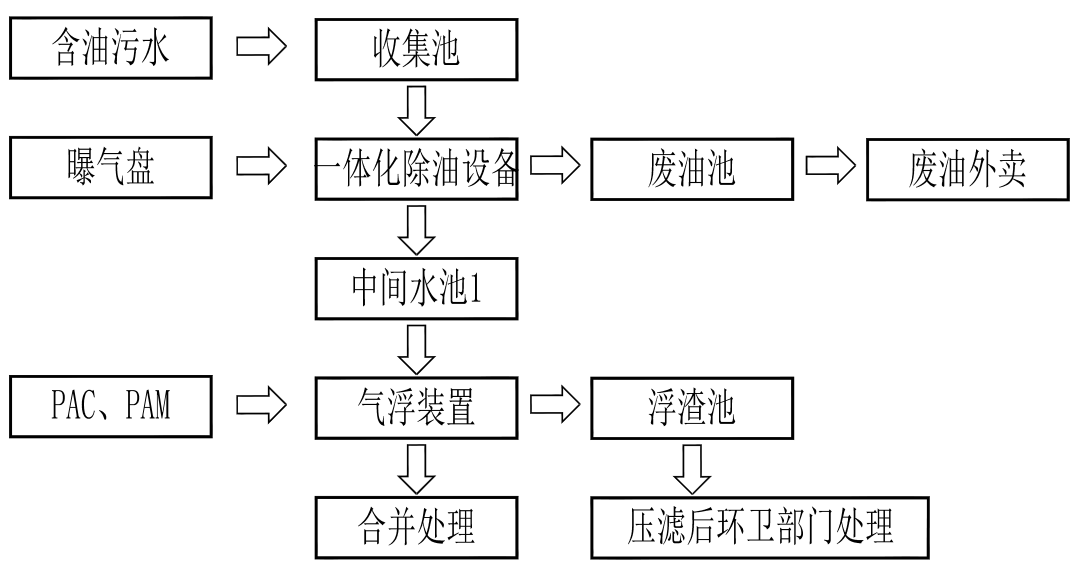 含油污水
收集池
曝气盘
一体化除油设备
废油池
废油外卖
中间水池1
PAC、PAM
气浮装置
浮渣池
合并处理
压滤后环卫部门处理